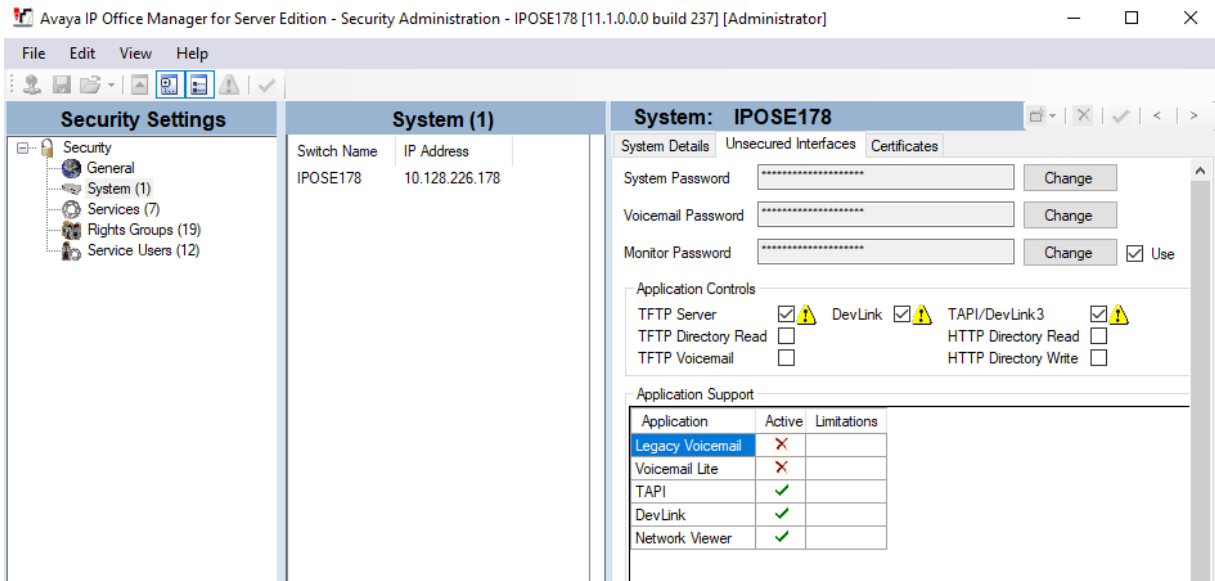 Avaya IP Office Manager for Server Edition - Security Administration - IPOSE178 [11.1.0.0.0 build 237] [Administrator]
File Edit View Help
Security Settings
Security
General
System (1)
Services (7)
Rights Groups (19)
Service Users (12)
System (1)
Switch Name IP Address
IPOSE178 10.128.226.178
System: IPOSE178
System Details Unsecured Interfaces Certificates
System Password ******************** Change
Voicemail Password ******************** Change
Monitor Password ******************** Change Use
Application Controls
TFTP Server DevLink TAPI/DevLink3
TFTP Directory Read HTTP Directory Read
TFTP Voicemail HTTP Directory Write
Application Support
Application Active Limitations
Legacy Voicemail
Voicemail Lite
TAPI
DevLink
Network Viewer